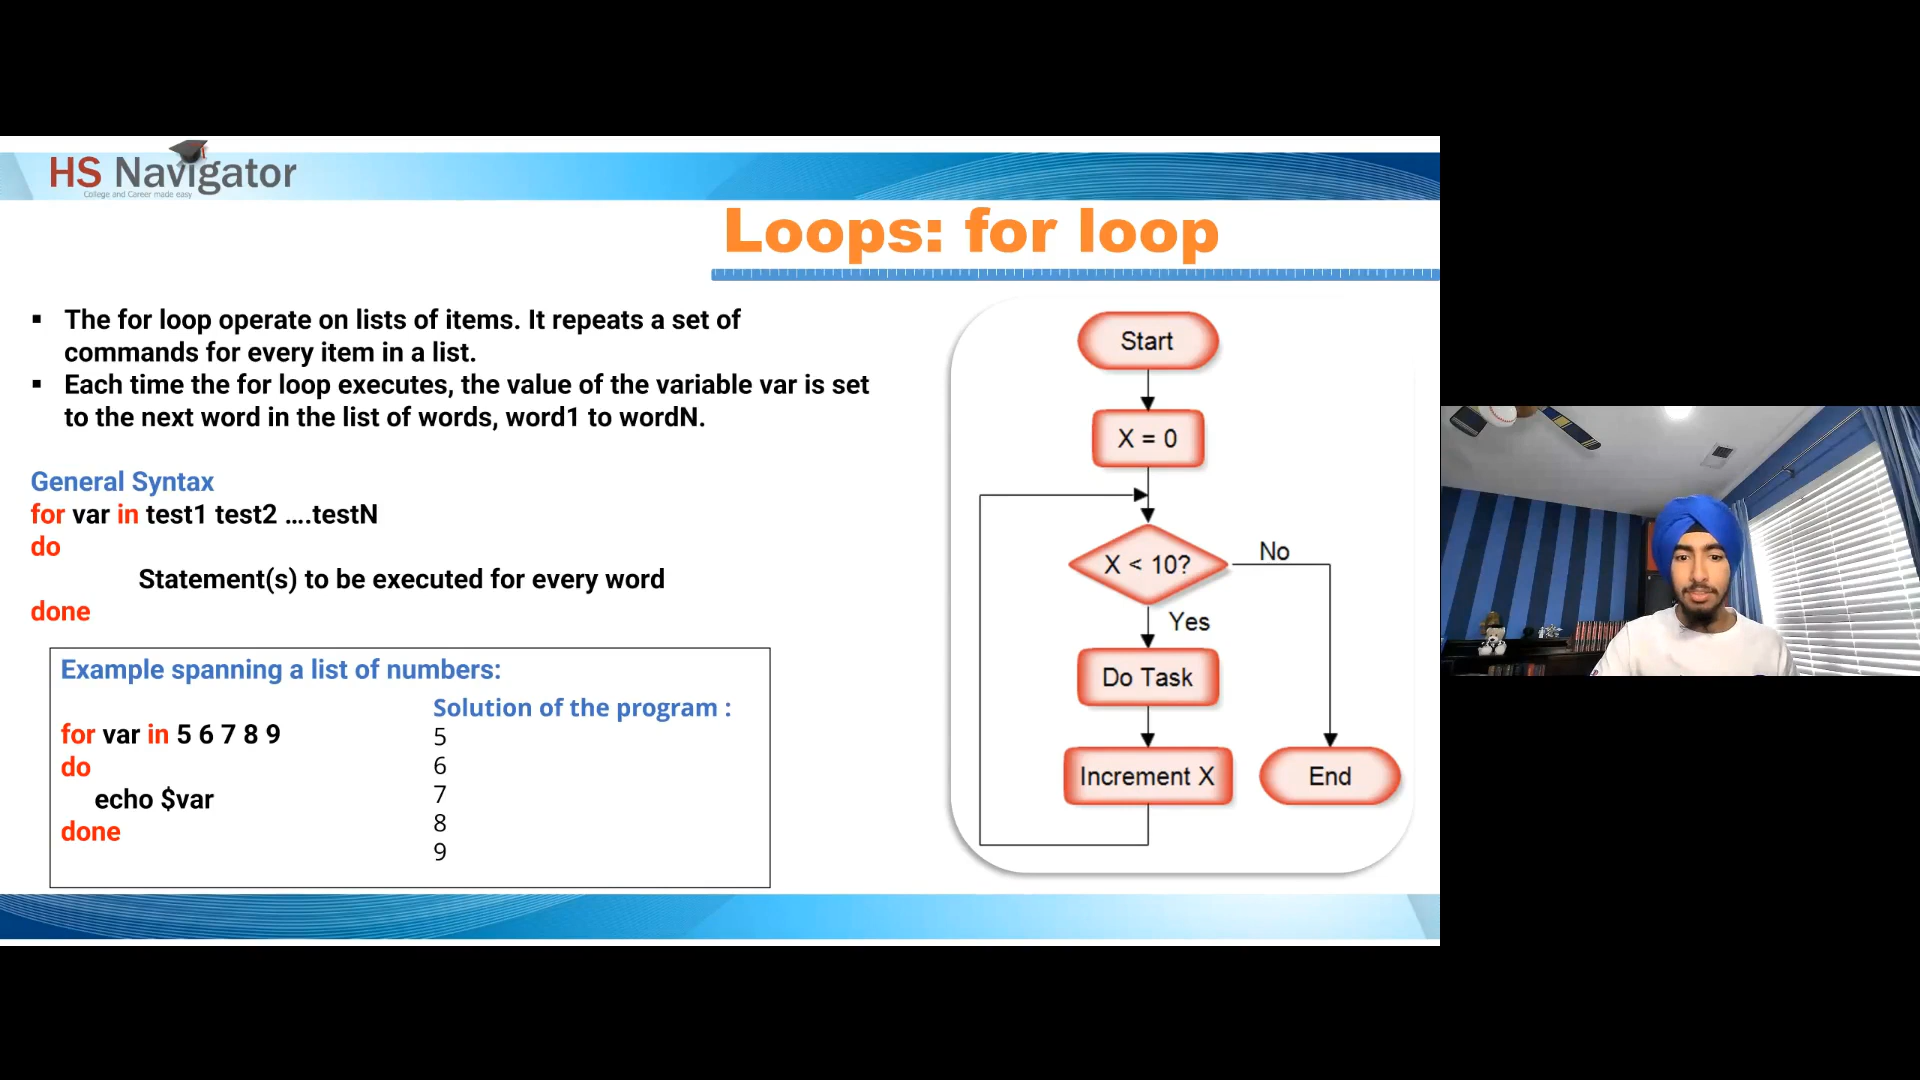 HS Navigator
College and Career made easy
Loops: for loop
▪ The for loop operate on lists of items. It repeats a set of
commands for every item in a list.
▪ Each time the for loop executes, the value of the variable var is set
to the next word in the list of words, word1 to wordN.
General Syntax
for var in test1 test2 ....testN
do
Statement(s) to be executed for every word
done
Example spanning a list of numbers:
for var in 5 6 7 8 9
do
echo $var
done
Solution of the program :
5
6
7
8
9
Start
X = 0
X < 10?
No
Yes
Do Task
Increment X
End